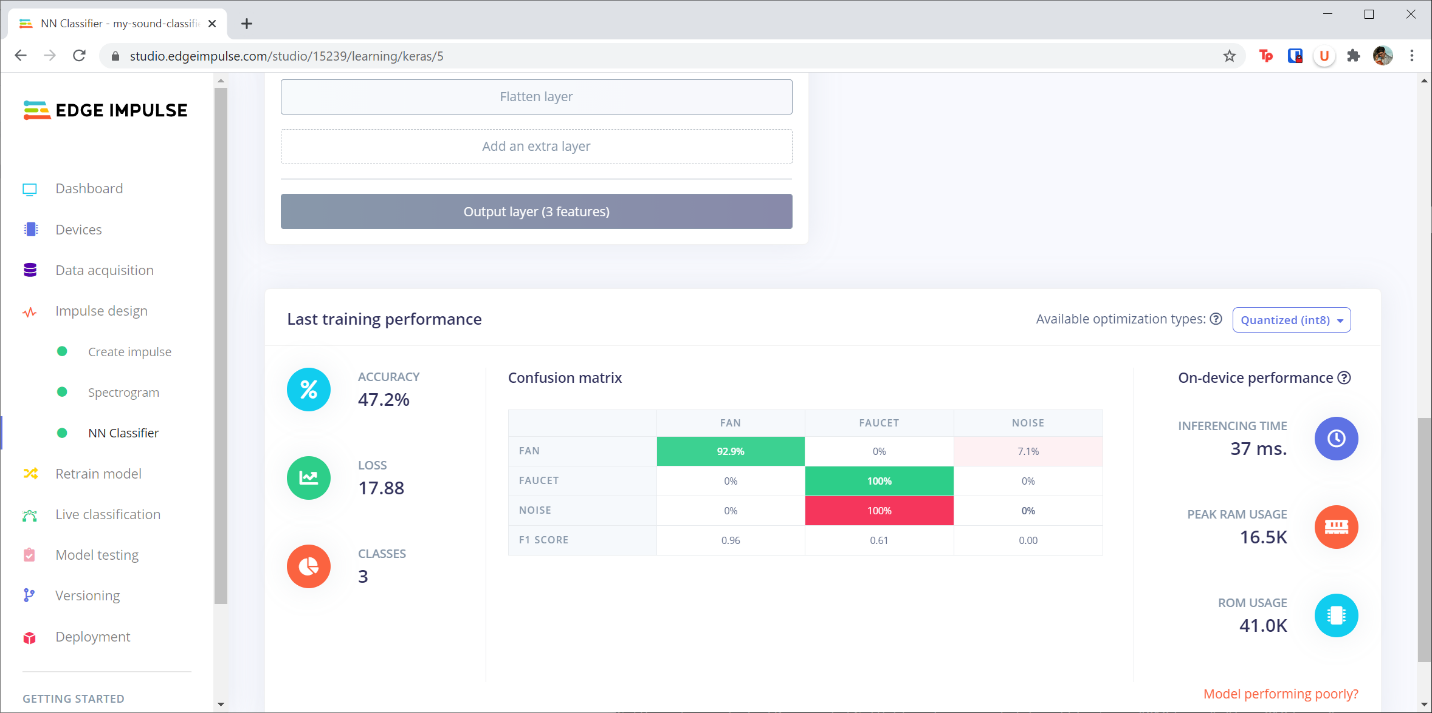 NN Classifier - my-sound-classifi
studio.edgeimpulse.com/studio/15239/learning/keras/5
Tp
U
EDGE IMPULSE
Dashboard
Devices
Data acquisition
Impulse design
Create impulse
Spectrogram
NN Classifier
Retrain model
Live classification
Model testing
Versioning
Deployment
GETTING STARTED
Flatten layer
Add an extra layer
Output layer (3 features)
Last training performance
Available optimization types: ?
Quantized (int8)
%
ACCURACY
47.2%
LOSS
17.88
CLASSES
3
Confusion matrix
FAN FAUCET NOISE
FAN 92.9% 0% 7.1%
FAUCET 0% 100% 0%
NOISE 0% 100% 0%
F1 SCORE 0.96 0.61 0.00
On-device performance ?
INFERENCING TIME
37 ms.
PEAK RAM USAGE
16.5K
ROM USAGE
41.0K
Model performing poorly?